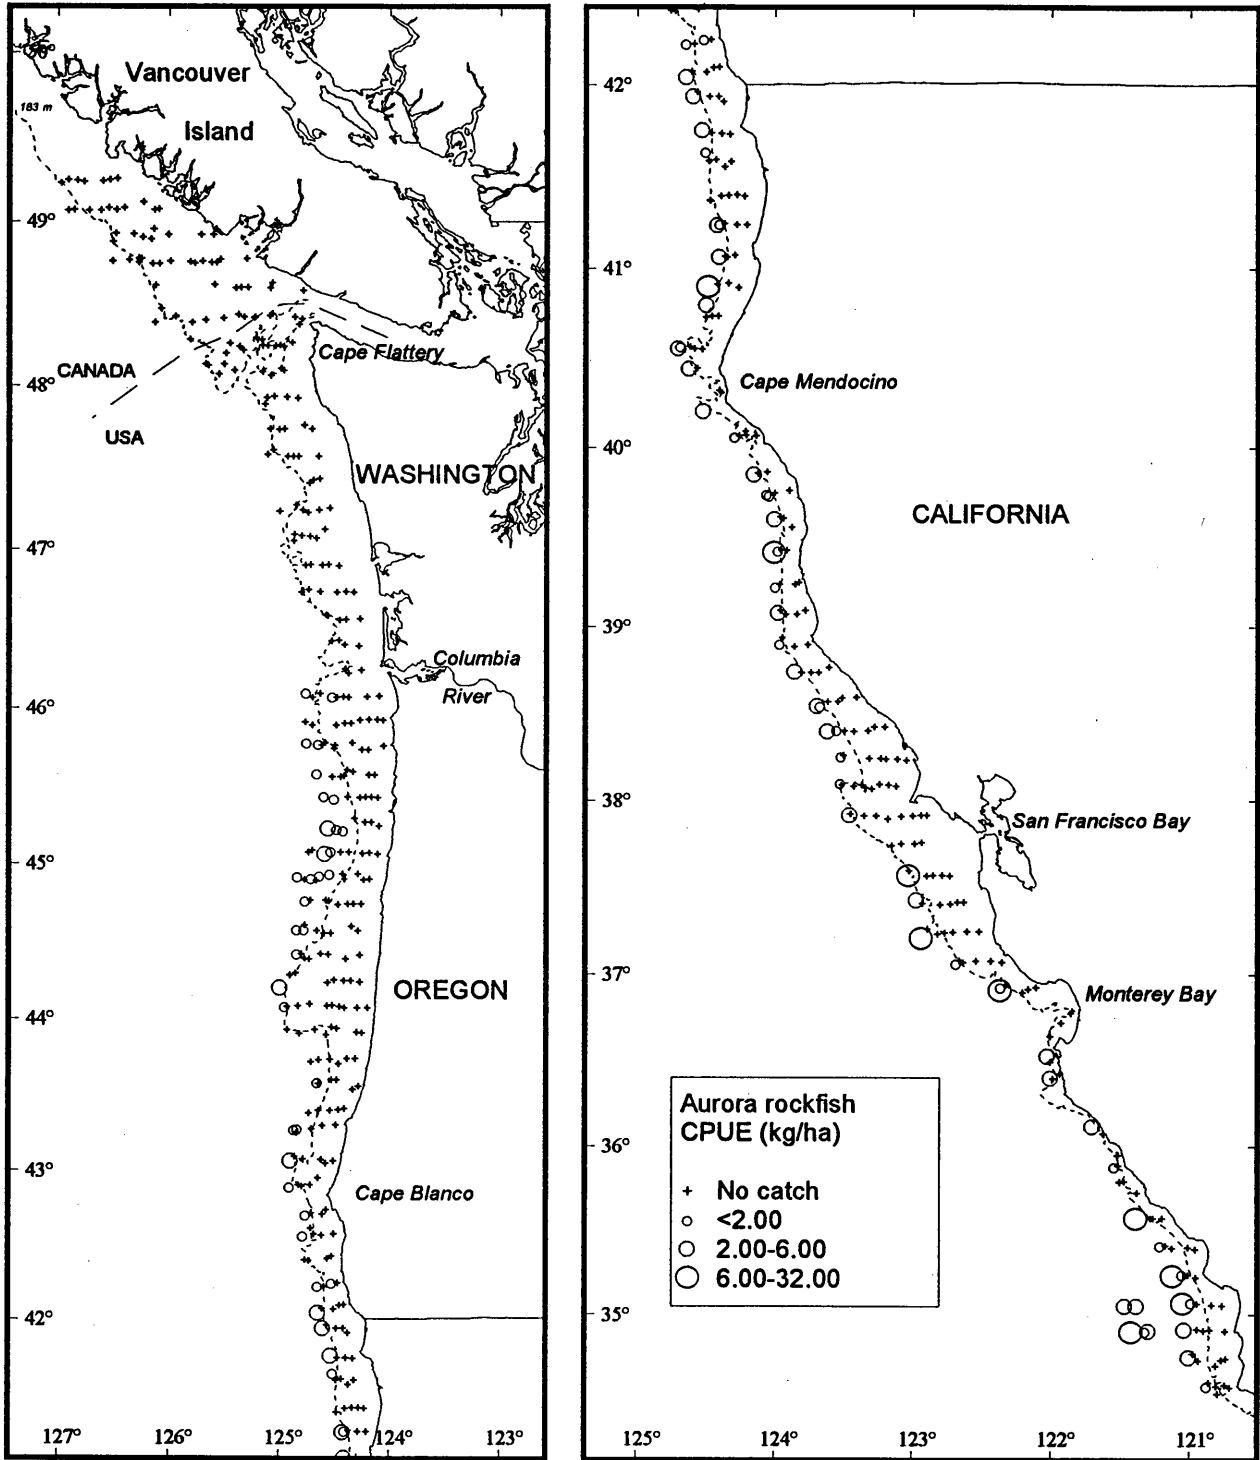 Vancouver
Island
183 m
49°
CANADA
Cape Flattery
48°
USA
WASHINGTON
47°
Columbia
River
46°
45°
OREGON
44°
43°
Cape Blanco
42°
127°
126°
125°
124°
123°
42°
41°
Cape Mendocino
40°
CALIFORNIA
39°
38°
San Francisco Bay
37°
Monterey Bay
36°
35°
Aurora rockfish
CPUE (kg/ha)
+ No catch
<2.00
2.00-6.00
6.00-32.00
125°
124°
123°
122°
121°